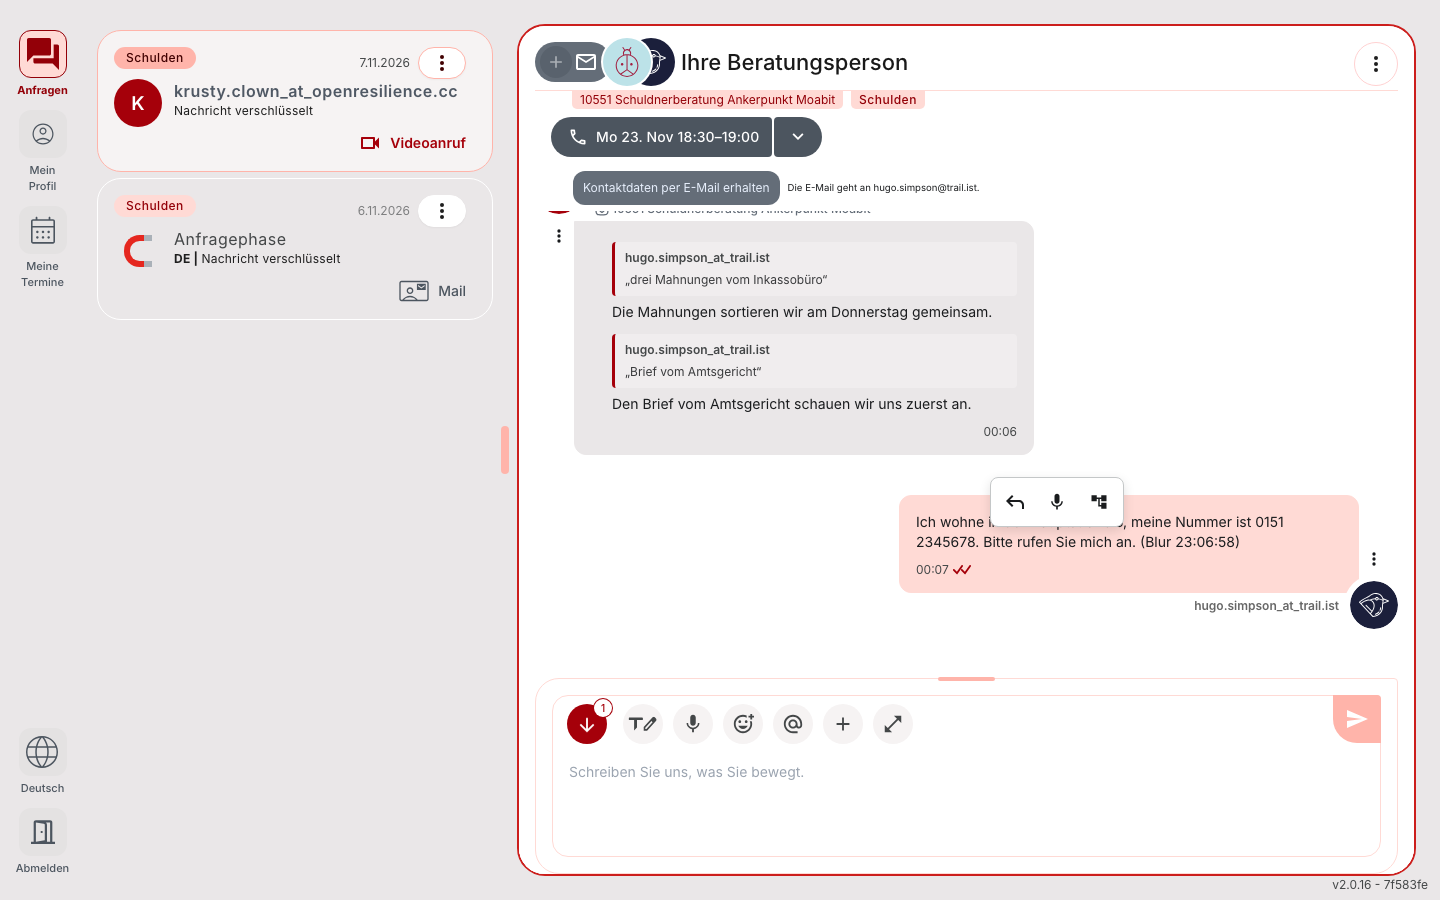 Anfragen
Mein
Profil
Meine
Termine
Deutsch
Abmelden
Schulden
7.11.2026
K
krusty.clown_at_openresilience.cc
Nachricht verschlüsselt
Videoanruf
Schulden
6.11.2026
Anfragephase
DE | Nachricht verschlüsselt
Mail
Ihre Beratungsperson
10551 Schuldnerberatung Ankerpunkt Moabit
Schulden
Mo 23. Nov 18:30–19:00
Kontaktdaten per E-Mail erhalten
Die E-Mail geht an hugo.simpson@trail.ist.
10551 Schuldnerberatung Ankerpunkt Moabit
hugo.simpson_at_trail.ist
„drei Mahnungen vom Inkassobüro“
Die Mahnungen sortieren wir am Donnerstag gemeinsam.
hugo.simpson_at_trail.ist
„Brief vom Amtsgericht“
Den Brief vom Amtsgericht schauen wir uns zuerst an.
00:06
Ich wohne meine Nummer ist 0151
2345678. Bitte rufen Sie mich an. (Blur 23:06:58)
00:07
hugo.simpson_at_trail.ist
1
Schreiben Sie uns, was Sie bewegt.
v2.0.16 - 7f583fe